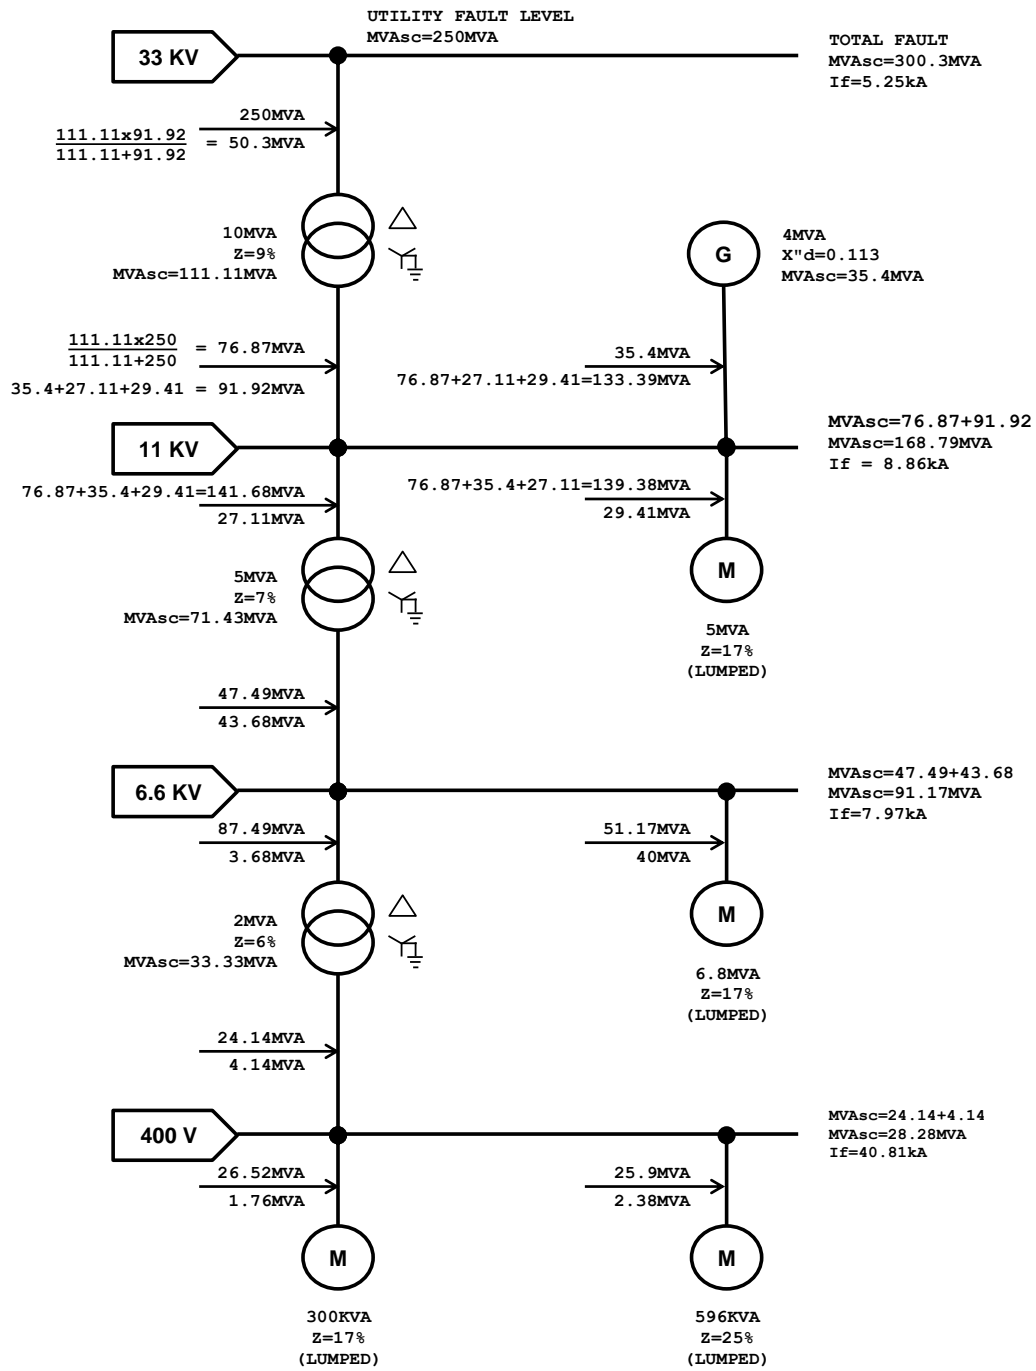 UTILITY FAULT LEVEL
MVAsc=250MVA
33 KV
TOTAL FAULT
MVAsc=300.3MVA
If=5.25kA
250MVA
111.11x91.92
111.11+91.92
= 50.3MVA
10MVA
Z=9%
MVAsc=111.11MVA
G
4MVA
X"d=0.113
MVAsc=35.4MVA
111.11x250
111.11+250
= 76.87MVA
35.4+27.11+29.41 = 91.92MVA
35.4MVA
76.87+27.11+29.41=133.39MVA
11 KV
MVAsc=76.87+91.92
MVAsc=168.79MVA
If = 8.86kA
76.87+35.4+29.41=141.68MVA
27.11MVA
76.87+35.4+27.11=139.38MVA
29.41MVA
5MVA
Z=7%
MVAsc=71.43MVA
M
5MVA
Z=17%
(LUMPED)
47.49MVA
43.68MVA
6.6 KV
MVAsc=47.49+43.68
MVAsc=91.17MVA
If=7.97kA
87.49MVA
3.68MVA
51.17MVA
40MVA
2MVA
Z=6%
MVAsc=33.33MVA
M
6.8MVA
Z=17%
(LUMPED)
24.14MVA
4.14MVA
400 V
MVAsc=24.14+4.14
MVAsc=28.28MVA
If=40.81kA
26.52MVA
1.76MVA
25.9MVA
2.38MVA
M
M
300KVA
Z=17%
(LUMPED)
596KVA
Z=25%
(LUMPED)